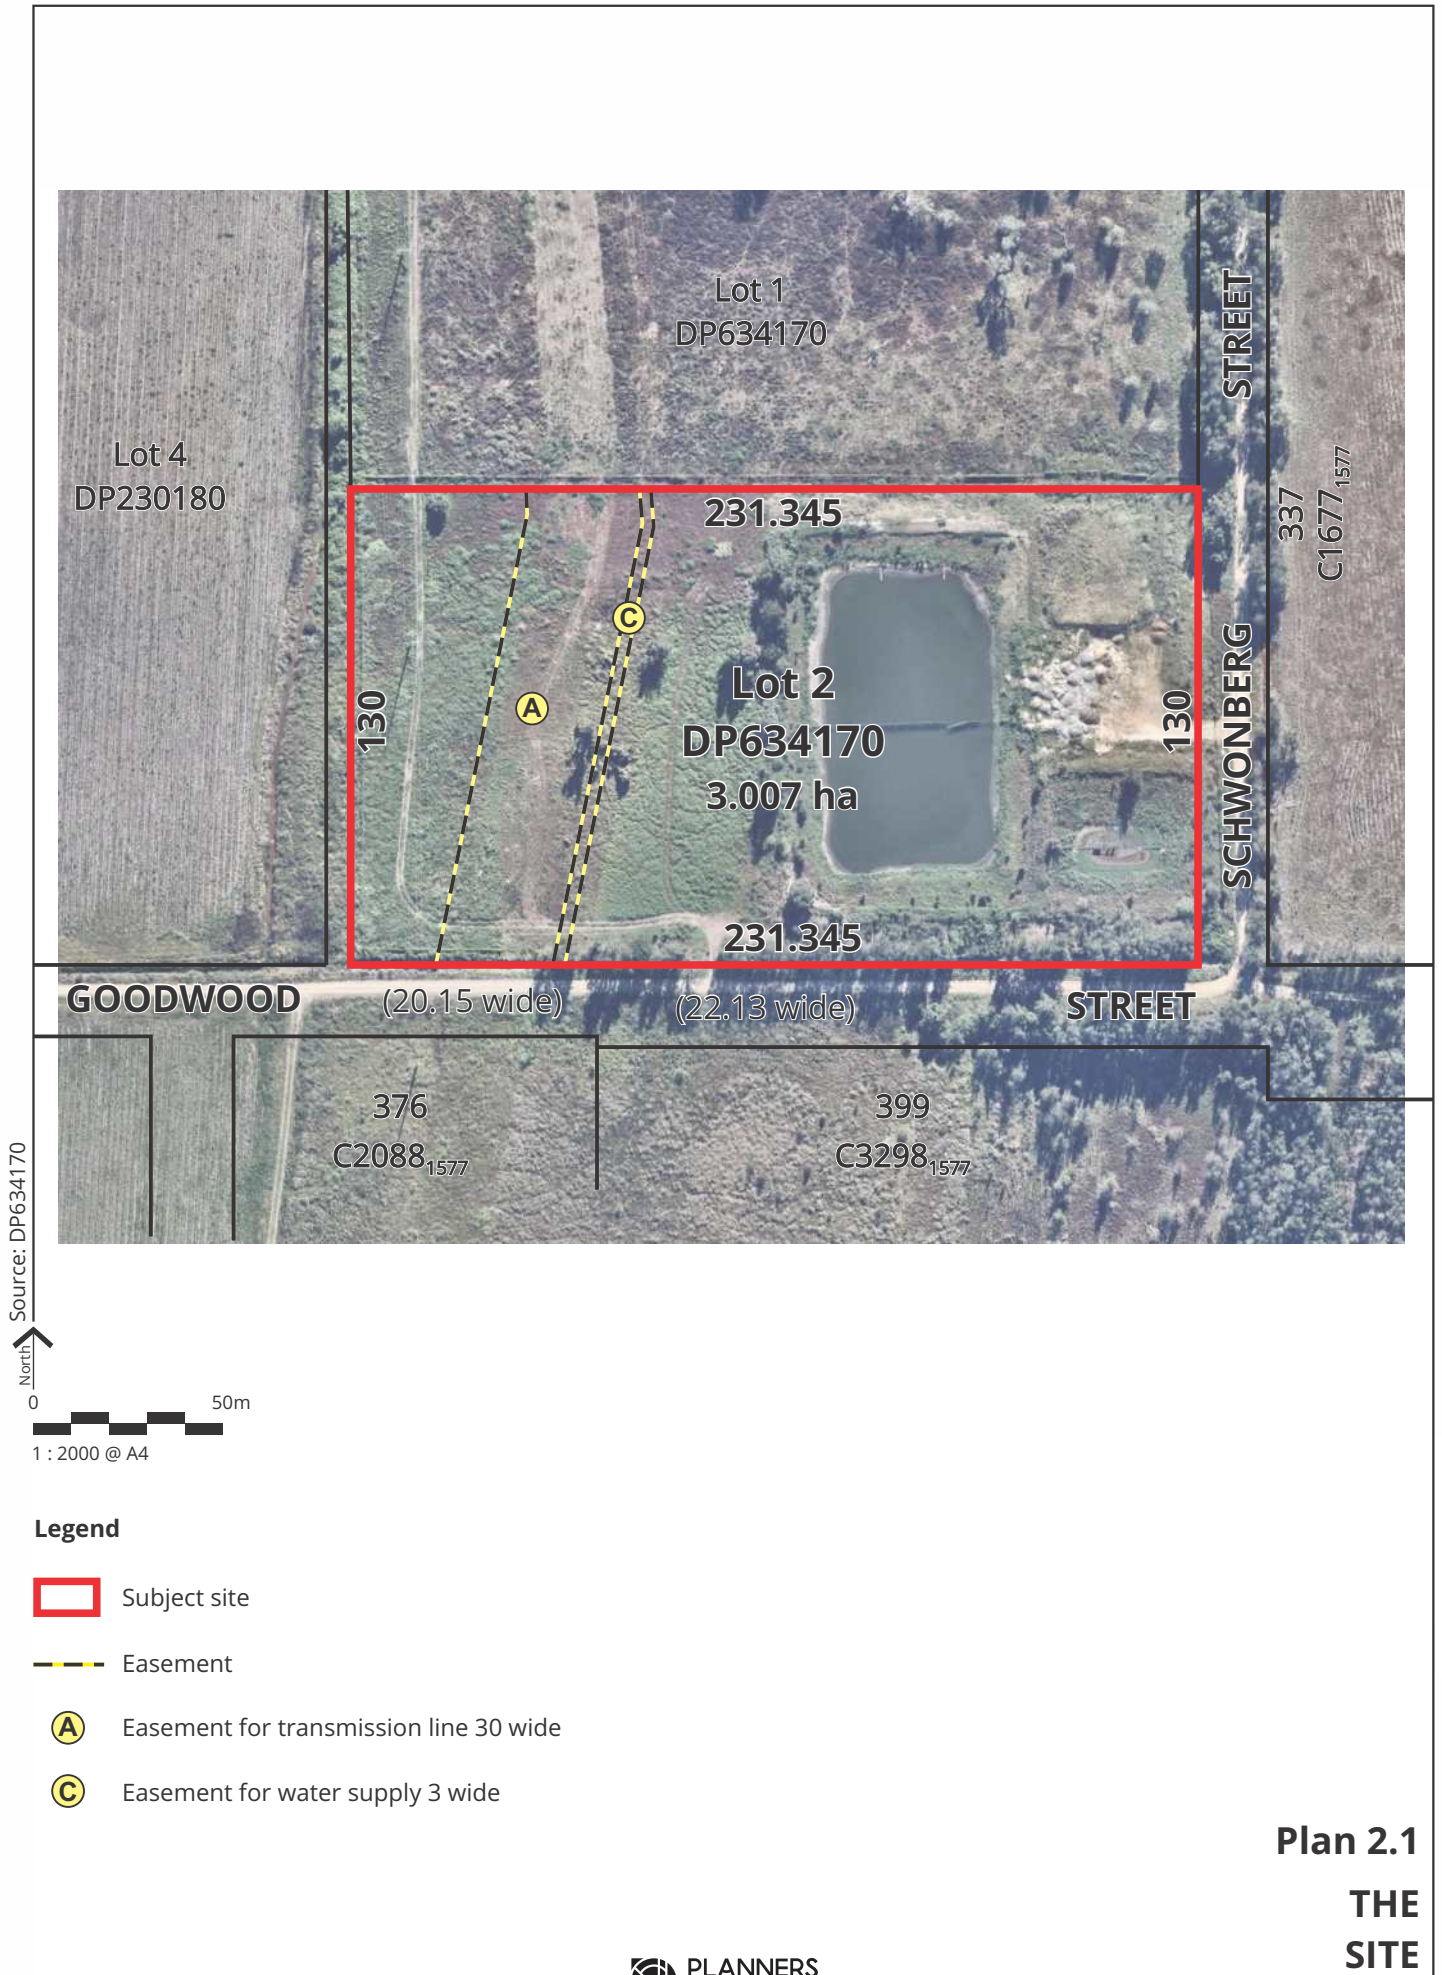 Lot 1
DP634170
STREET
Lot 4
DP230180
337
C1677₁₅₇₇
231.345
C
Lot 2
DP634170
3.007 ha
A
130
130
SCHWONBERG
231.345
GOODWOOD
(20.15 wide)
(22.13 wide)
STREET
376
C2088₁₅₇₇
399
C3298₁₅₇₇
Source: DP634170
North
0
50m
1 : 2000 @ A4
Legend
Subject site
Easement
A Easement for transmission line 30 wide
C Easement for water supply 3 wide
Plan 2.1
THE
SITE
PLANNERS